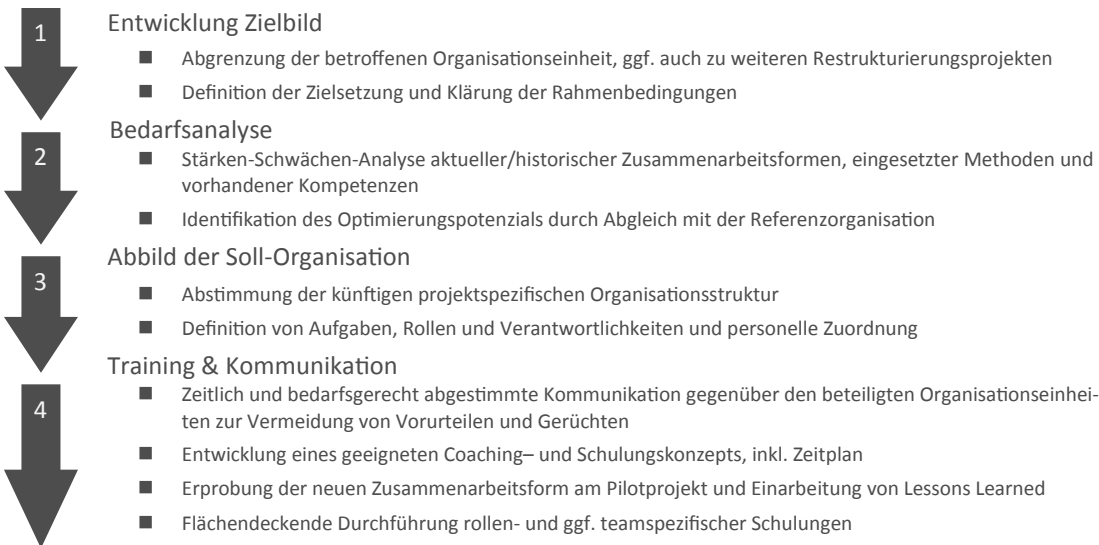 1
Entwicklung Zielbild
■ Abgrenzung der betroffenen Organisationseinheit, ggf. auch zu weiteren Restrukturierungsprojekten
■ Definition der Zielsetzung und Klärung der Rahmenbedingungen
2
Bedarfsanalyse
■ Stärken-Schwächen-Analyse aktueller/historischer Zusammenarbeitsformen, eingesetzter Methoden und
vorhandener Kompetenzen
■ Identifikation des Optimierungspotenzials durch Abgleich mit der Referenzorganisation
3
Abbild der Soll-Organisation
■ Abstimmung der künftigen projektspezifischen Organisationsstruktur
■ Definition von Aufgaben, Rollen und Verantwortlichkeiten und personelle Zuordnung
4
Training & Kommunikation
■ Zeitlich und bedarfsgerecht abgestimmte Kommunikation gegenüber den beteiligten Organisationseinhei-
ten zur Vermeidung von Vorurteilen und Gerüchten
■ Entwicklung eines geeigneten Coaching– und Schulungskonzepts, inkl. Zeitplan
■ Erprobung der neuen Zusammenarbeitsform am Pilotprojekt und Einarbeitung von Lessons Learned
■ Flächendeckende Durchführung rollen- und ggf. teamspezifischer Schulungen